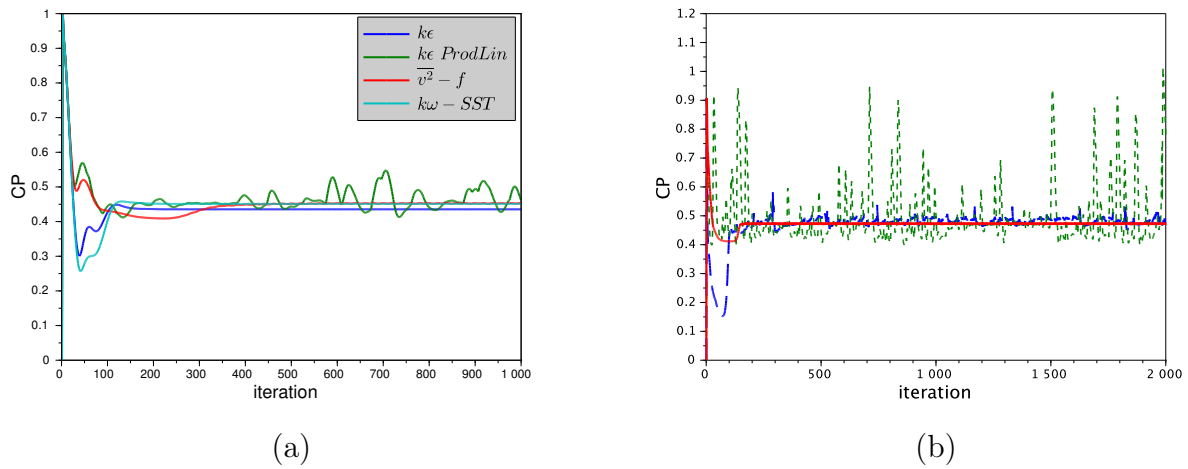 1
0.9
0.8
0.7
0.6
0.5
0.4
0.3
0.2
0.1
0
CP
0 100 200 300 400 500 600 700 800 900 1 000
iteration
kϵ
kϵ ProdLin
v² − f
kω − SST
(a)
1.2
1.1
1
0.9
0.8
0.7
0.6
0.5
0.4
0.3
0.2
0.1
0
CP
0 500 1 000 1 500 2 000
iteration
(b)